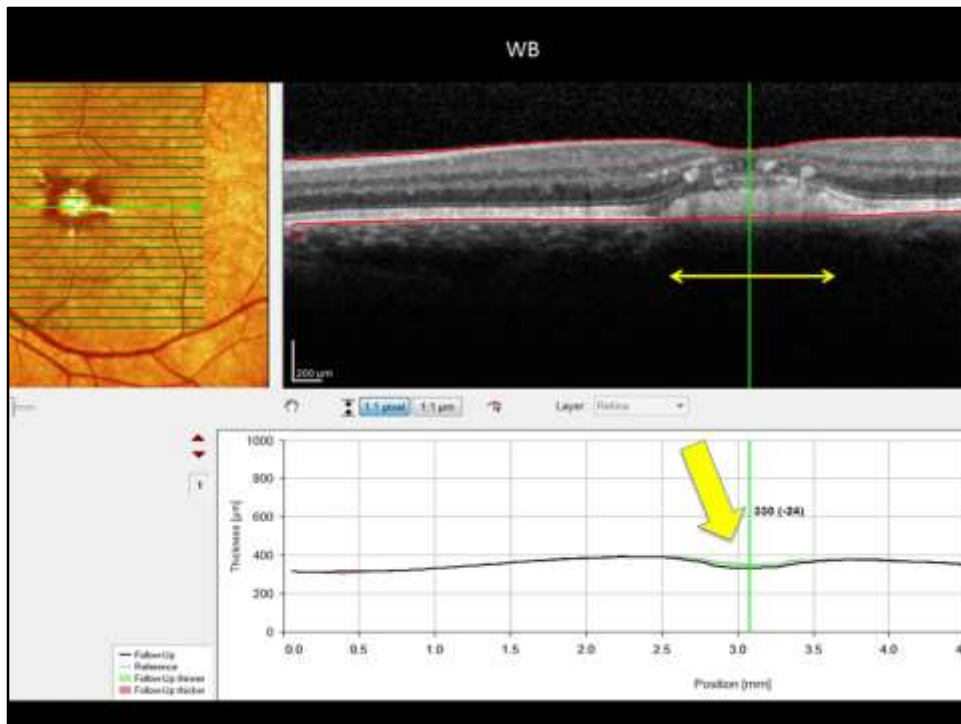 WB
200 µm
1:1 pixel 1:1 µm Layer: Retina
1
Thickness [µm]
1000
800
600
400
200
0
330 (-24)
0.0 0.5 1.0 1.5 2.0 2.5 3.0 3.5 4.0
Position [mm]
Follow-Up
Reference
Follow-Up thinner
Follow-Up thicker